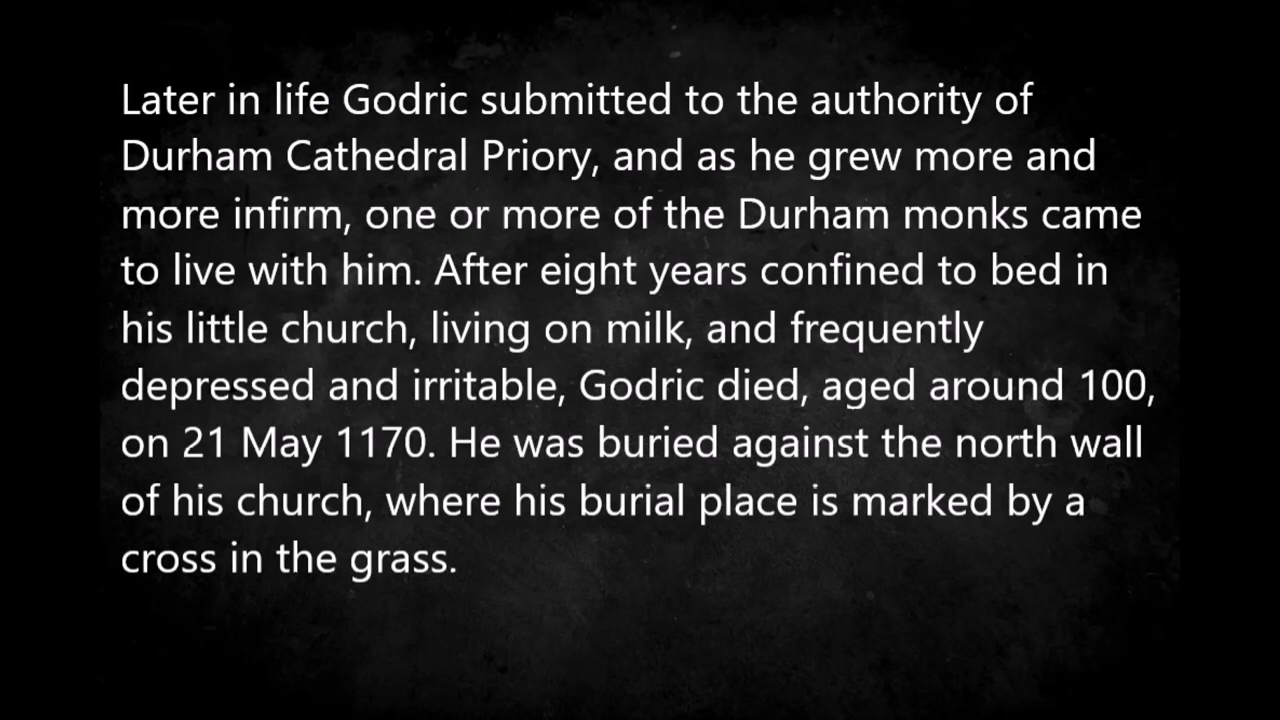 Later in life Godric submitted to the authority of
Durham Cathedral Priory, and as he grew more and
more infirm, one or more of the Durham monks came
to live with him. After eight years confined to bed in
his little church, living on milk, and frequently
depressed and irritable, Godric died, aged around 100,
on 21 May 1170. He was buried against the north wall
of his church, where his burial place is marked by a
cross in the grass.